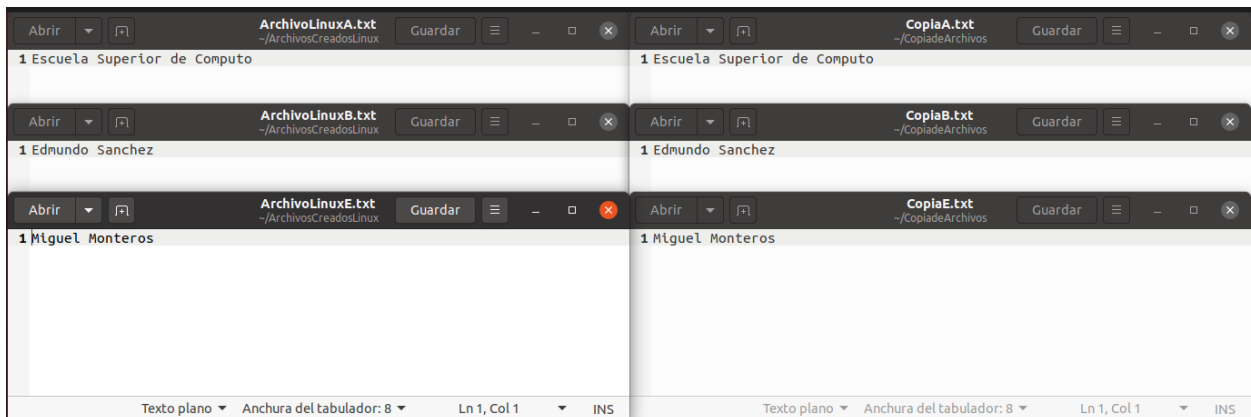 Abrir ArchivoLinuxA.txt Guardar
~/ArchivosCreadosLinux
1 Escuela Superior de Computo
Abrir CopiaA.txt Guardar
~/CopiadeArchivos
1 Escuela Superior de Computo
Abrir ArchivoLinuxB.txt Guardar
~/ArchivosCreadosLinux
1 Edmundo Sanchez
Abrir CopiaB.txt Guardar
~/CopiadeArchivos
1 Edmundo Sanchez
Abrir ArchivoLinuxE.txt Guardar
~/ArchivosCreadosLinux
1 Miguel Monteros
Texto plano Anchura del tabulador: 8 Ln 1, Col 1 INS
Abrir CopiaE.txt Guardar
~/CopiadeArchivos
1 Miguel Monteros
Texto plano Anchura del tabulador: 8 Ln 1, Col 1 INS